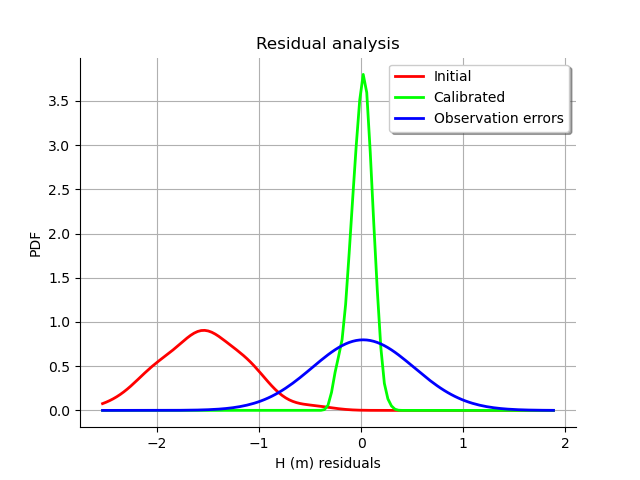 Residual analysis
Initial
Calibrated
Observation errors
PDF
3.5
3.0
2.5
2.0
1.5
1.0
0.5
0.0
−2
−1
0
1
2
H (m) residuals